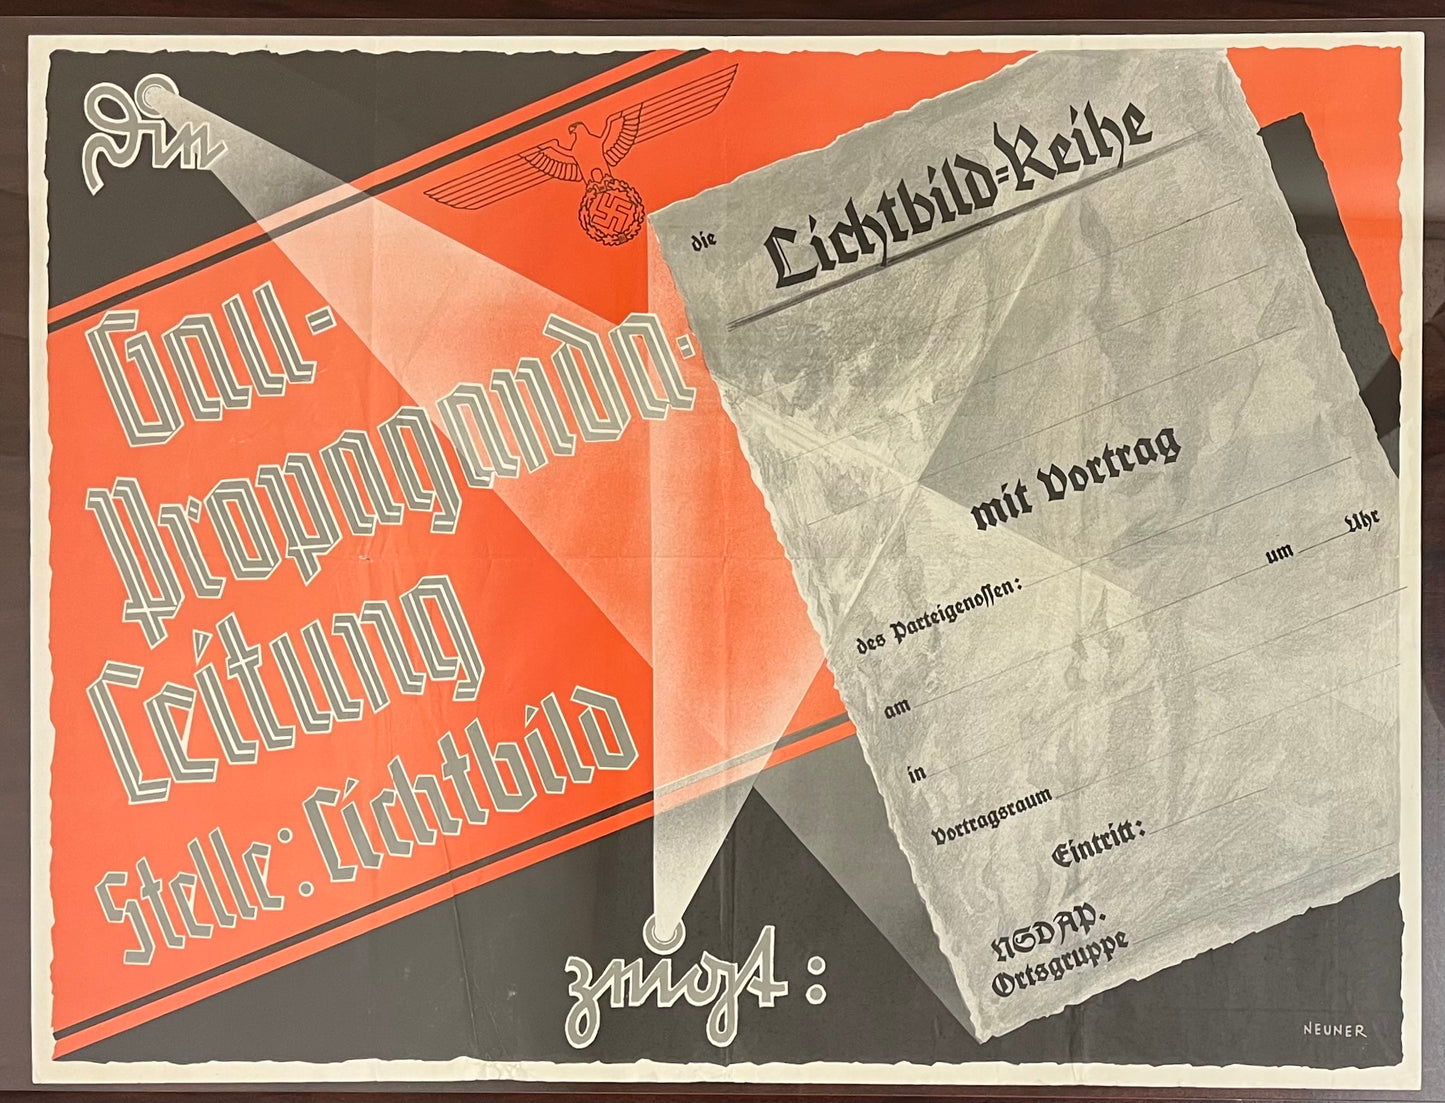 Die
Gau-
Propaganda-
Leitung
Stelle: Lichtbild
zeigt:
die Lichtbild-Reihe
mit Vortrag
des Parteigenossen:
am um Uhr
in
Vortragsraum
Eintritt:
NSDAP.
Ortsgruppe
NEUNER